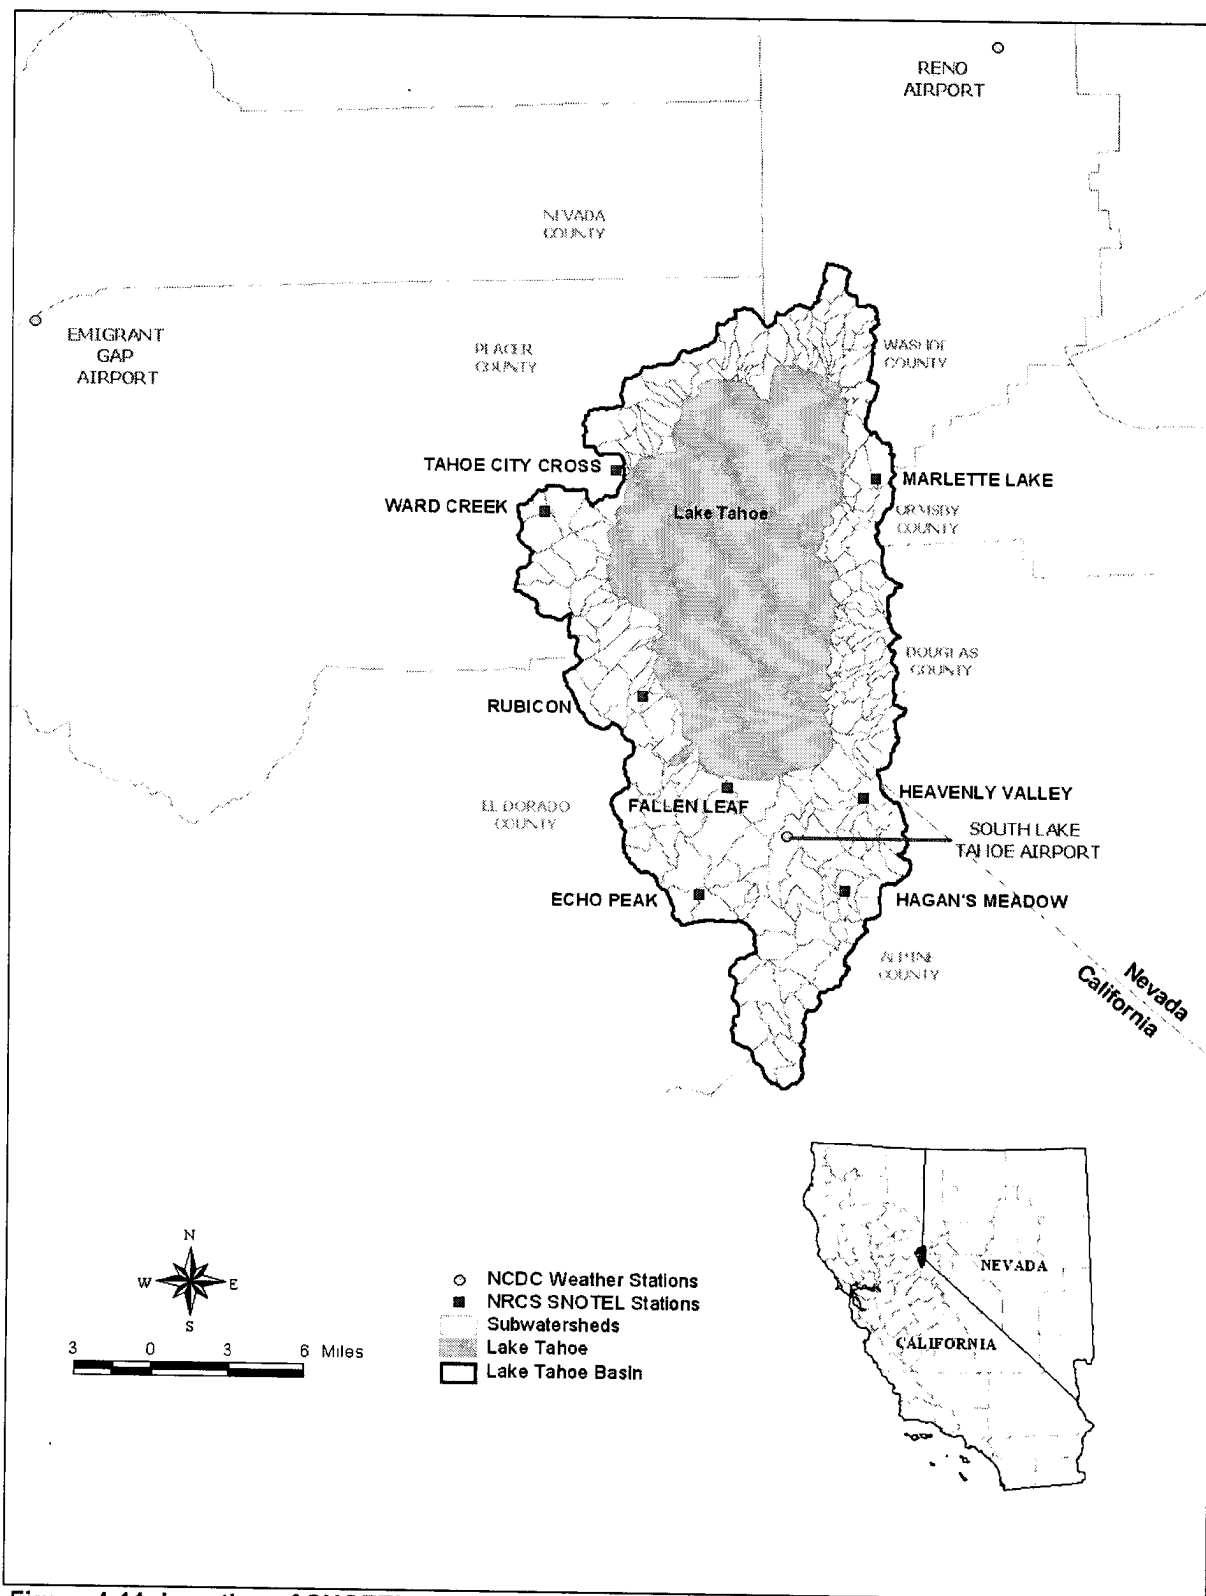 RENO
AIRPORT
NEVADA
COUNTY
EMIGRANT
GAP
AIRPORT
PLACER
COUNTY
WASHOE
COUNTY
TAHOE CITY CROSS
MARLETTE LAKE
WARD CREEK
Lake Tahoe
ORMSBY
COUNTY
DOUGLAS
COUNTY
RUBICON
HEAVENLY VALLEY
FALLEN LEAF
EL DORADO
COUNTY
SOUTH LAKE
TAHOE AIRPORT
ECHO PEAK
HAGAN'S MEADOW
ALPINE
COUNTY
Nevada
California
NEVADA
CALIFORNIA
N
W E
S
3 0 3 6 Miles
NCDC Weather Stations
NRCS SNOTEL Stations
Subwatersheds
Lake Tahoe
Lake Tahoe Basin